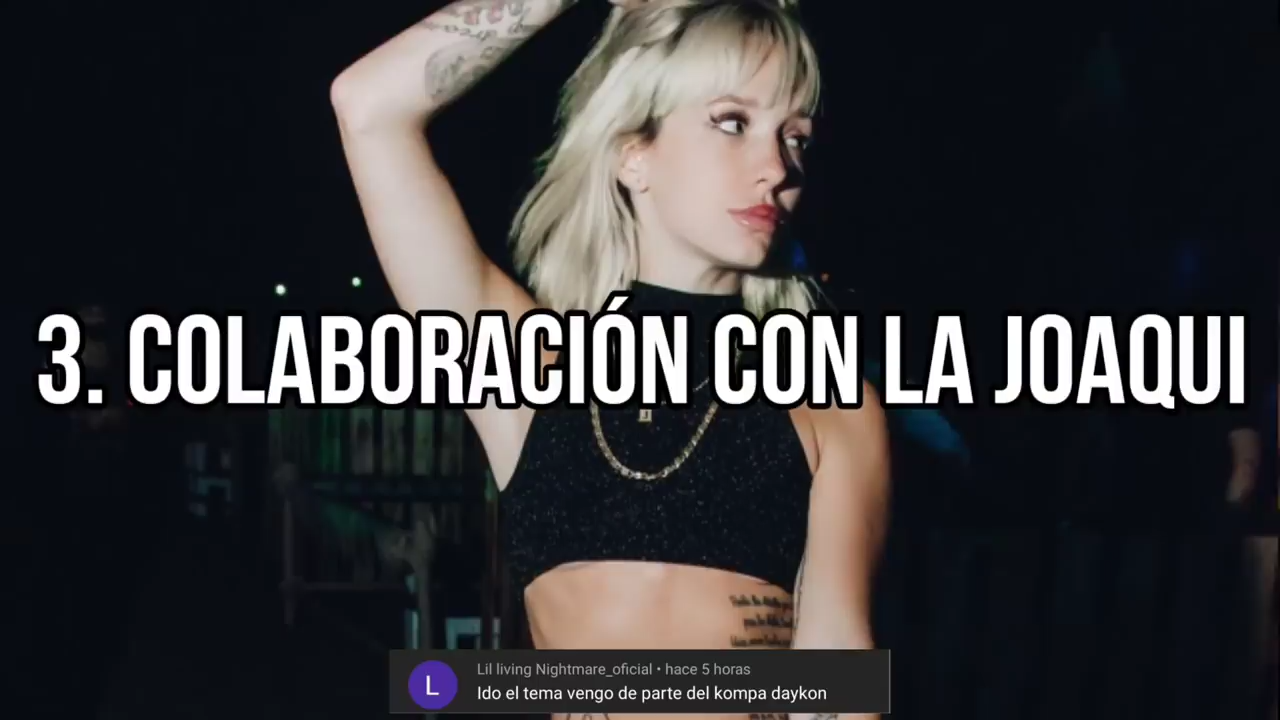 3. COLABORACIÓN CON LA JOAQUI
Lil living Nightmare_oficial • hace 5 horas
L
Ido el tema vengo de parte del kompa daykon